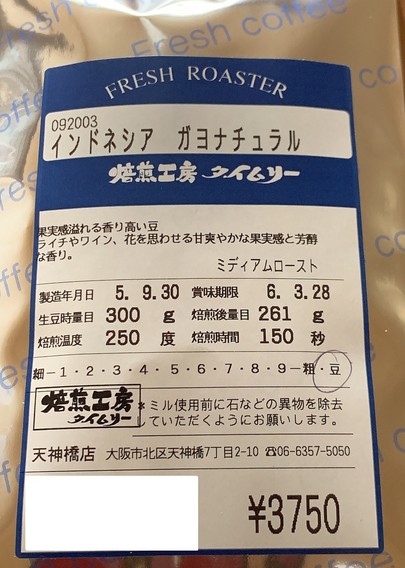 Fresh coffee
FRESH ROASTER
092003
インドネシア ガヨナチュラル
焙煎工房 タイムリー
果実感溢れる香り高い豆
ライチやワイン、花を思わせる甘爽やかな果実感と芳醇
な香り。
ミディアムロースト
製造年月日 5. 9.30 賞味期限 6. 3.28
生豆時量目 300 g 焙煎後量目 261 g
焙煎温度 250 度 焙煎時間 150 秒
細－1・2・3・4・5・6・7・8・9－粗・豆
焙煎工房
タイムリー
※ミル使用前に石などの異物を除去
していただくようにお願いします。
天神橋店 大阪市北区天神橋7丁目2-10 ☎06-6357-5050
¥3750